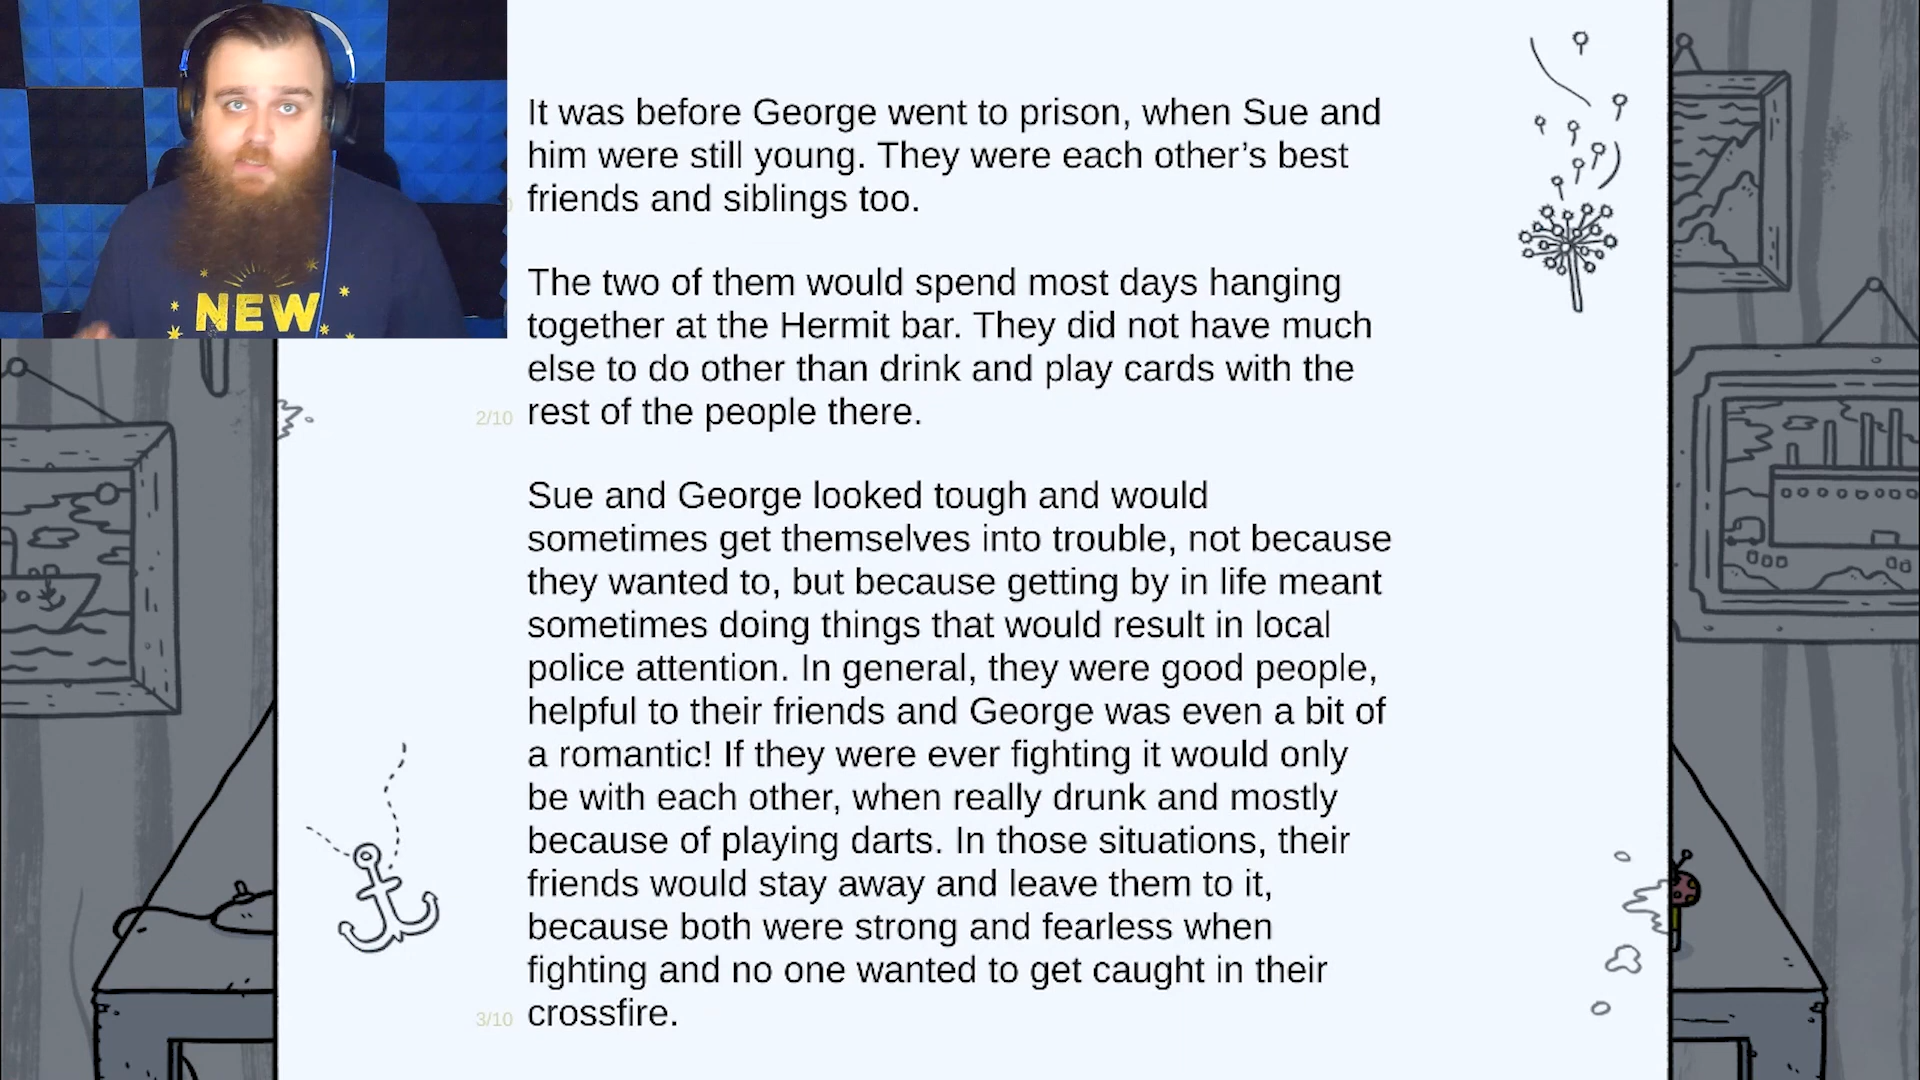 It was before George went to prison, when Sue and
him were still young. They were each other’s best
friends and siblings too.
The two of them would spend most days hanging
together at the Hermit bar. They did not have much
else to do other than drink and play cards with the
2/10 rest of the people there.
Sue and George looked tough and would
sometimes get themselves into trouble, not because
they wanted to, but because getting by in life meant
sometimes doing things that would result in local
police attention. In general, they were good people,
helpful to their friends and George was even a bit of
a romantic! If they were ever fighting it would only
be with each other, when really drunk and mostly
because of playing darts. In those situations, their
friends would stay away and leave them to it,
because both were strong and fearless when
fighting and no one wanted to get caught in their
3/10 crossfire.
NEW